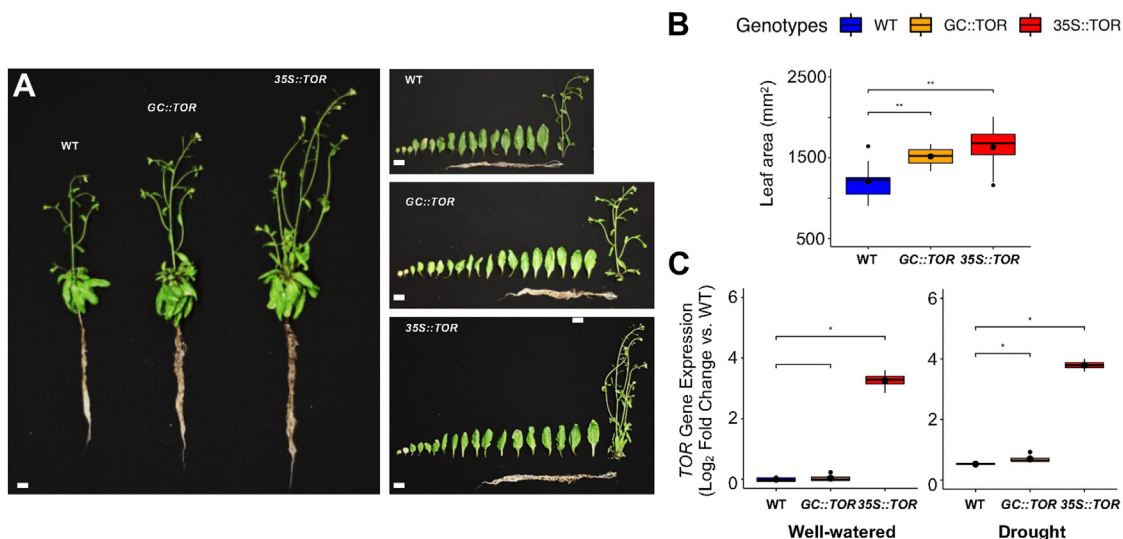 A
WT
GC::TOR
35S::TOR
WT
GC::TOR
35S::TOR
B
Genotypes WT GC::TOR 35S::TOR
Leaf area (mm²)
2500
1500
500
**
**
WT GC::TOR 35S::TOR
C
TOR Gene Expression
(Log₂ Fold Change vs. WT)
6
4
2
0
*
WT GC::TOR 35S::TOR
Well-watered
6
4
2
0
*
*
WT GC::TOR 35S::TOR
Drought